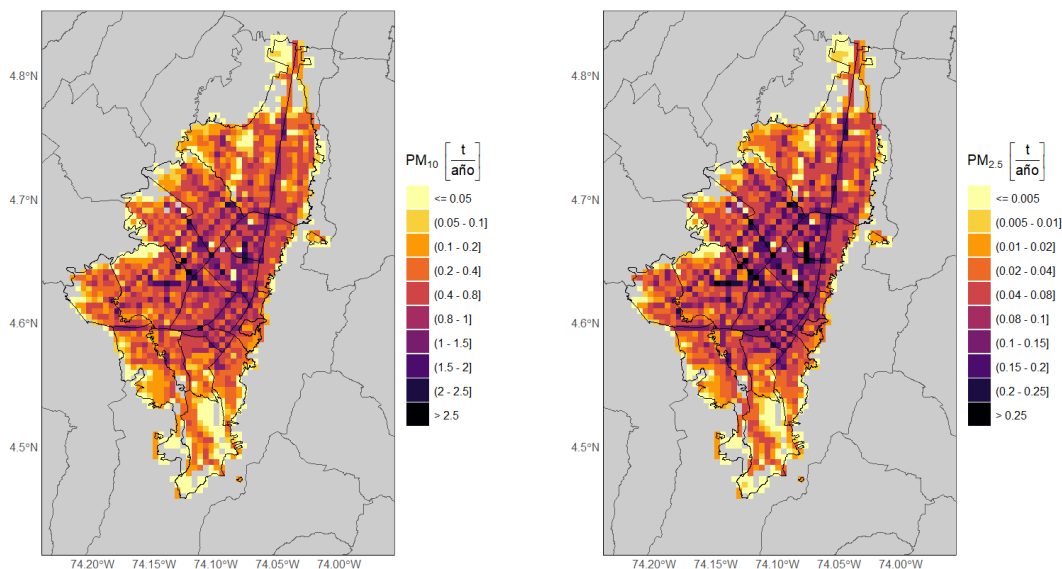 4.8°N
4.7°N
4.6°N
4.5°N
74.20°W 74.15°W 74.10°W 74.05°W 74.00°W
PM10 [t/año]
<= 0.05
(0.05 - 0.1]
(0.1 - 0.2]
(0.2 - 0.4]
(0.4 - 0.8]
(0.8 - 1]
(1 - 1.5]
(1.5 - 2]
(2 - 2.5]
> 2.5
4.8°N
4.7°N
4.6°N
4.5°N
74.20°W 74.15°W 74.10°W 74.05°W 74.00°W
PM2.5 [t/año]
<= 0.005
(0.005 - 0.01]
(0.01 - 0.02]
(0.02 - 0.04]
(0.04 - 0.08]
(0.08 - 0.1]
(0.1 - 0.15]
(0.15 - 0.2]
(0.2 - 0.25]
> 0.25